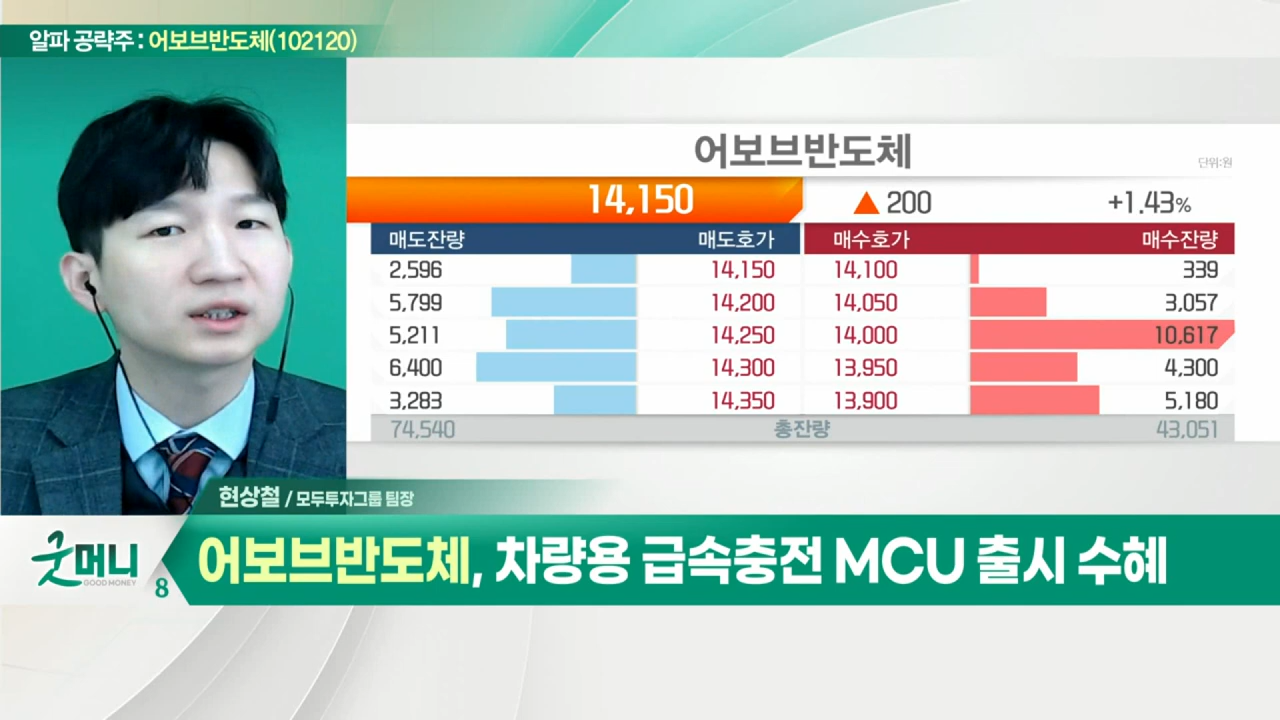 알파 공략주 : 어보브반도체(102120)
어보브반도체
단위:원
14,150 ▲ 200 +1.43%
매도잔량 매도호가 매수호가 매수잔량
2,596 14,150 14,100 339
5,799 14,200 14,050 3,057
5,211 14,250 14,000 10,617
6,400 14,300 13,950 4,300
3,283 14,350 13,900 5,180
74,540 총잔량 43,051
현상철 / 모두투자그룹 팀장
굿머니
GOOD MONEY
8
어보브반도체, 차량용 급속충전 MCU 출시 수혜